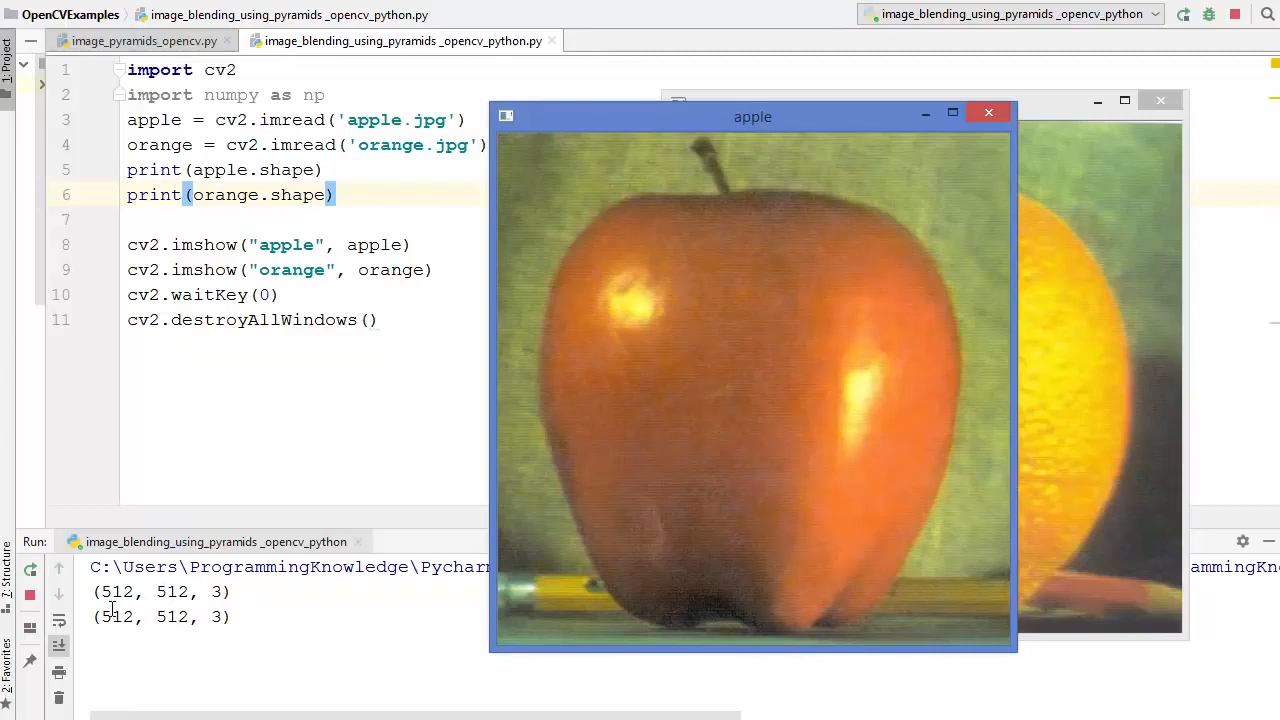 OpenCVExamples image_blending_using_pyramids _opencv_python.py image_blending_using_pyramids _opencv_python
image_pyramids_opencv.py image_blending_using_pyramids _opencv_python.py
1: Project
1 import cv2
2 import numpy as np
3 apple = cv2.imread('apple.jpg')
4 orange = cv2.imread('orange.jpg')
5 print(apple.shape)
6 print(orange.shape)
7
8 cv2.imshow("apple", apple)
9 cv2.imshow("orange", orange)
10 cv2.waitKey(0)
11 cv2.destroyAllWindows()
apple
Run: image_blending_using_pyramids _opencv_python
C:\Users\ProgrammingKnowledge\Pycharm
grammingKn
(512, 512, 3)
(512, 512, 3)
7: Structure
2: Favorites